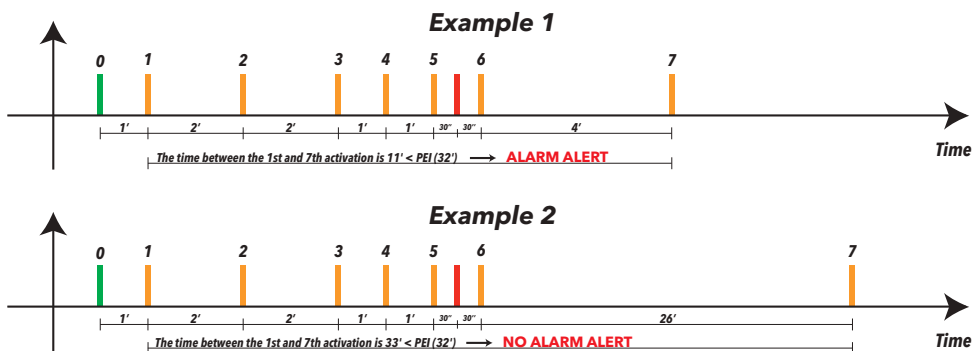 Example 1
0 1 2 3 4 5 6 7
1' 2' 2' 1' 1' 30" 30" 4'
Time
The time between the 1st and 7th activation is 11' < PEI (32') → ALARM ALERT
Example 2
0 1 2 3 4 5 6 7
1' 2' 2' 1' 1' 30" 30" 26'
Time
The time between the 1st and 7th activation is 33' < PEI (32') → NO ALARM ALERT